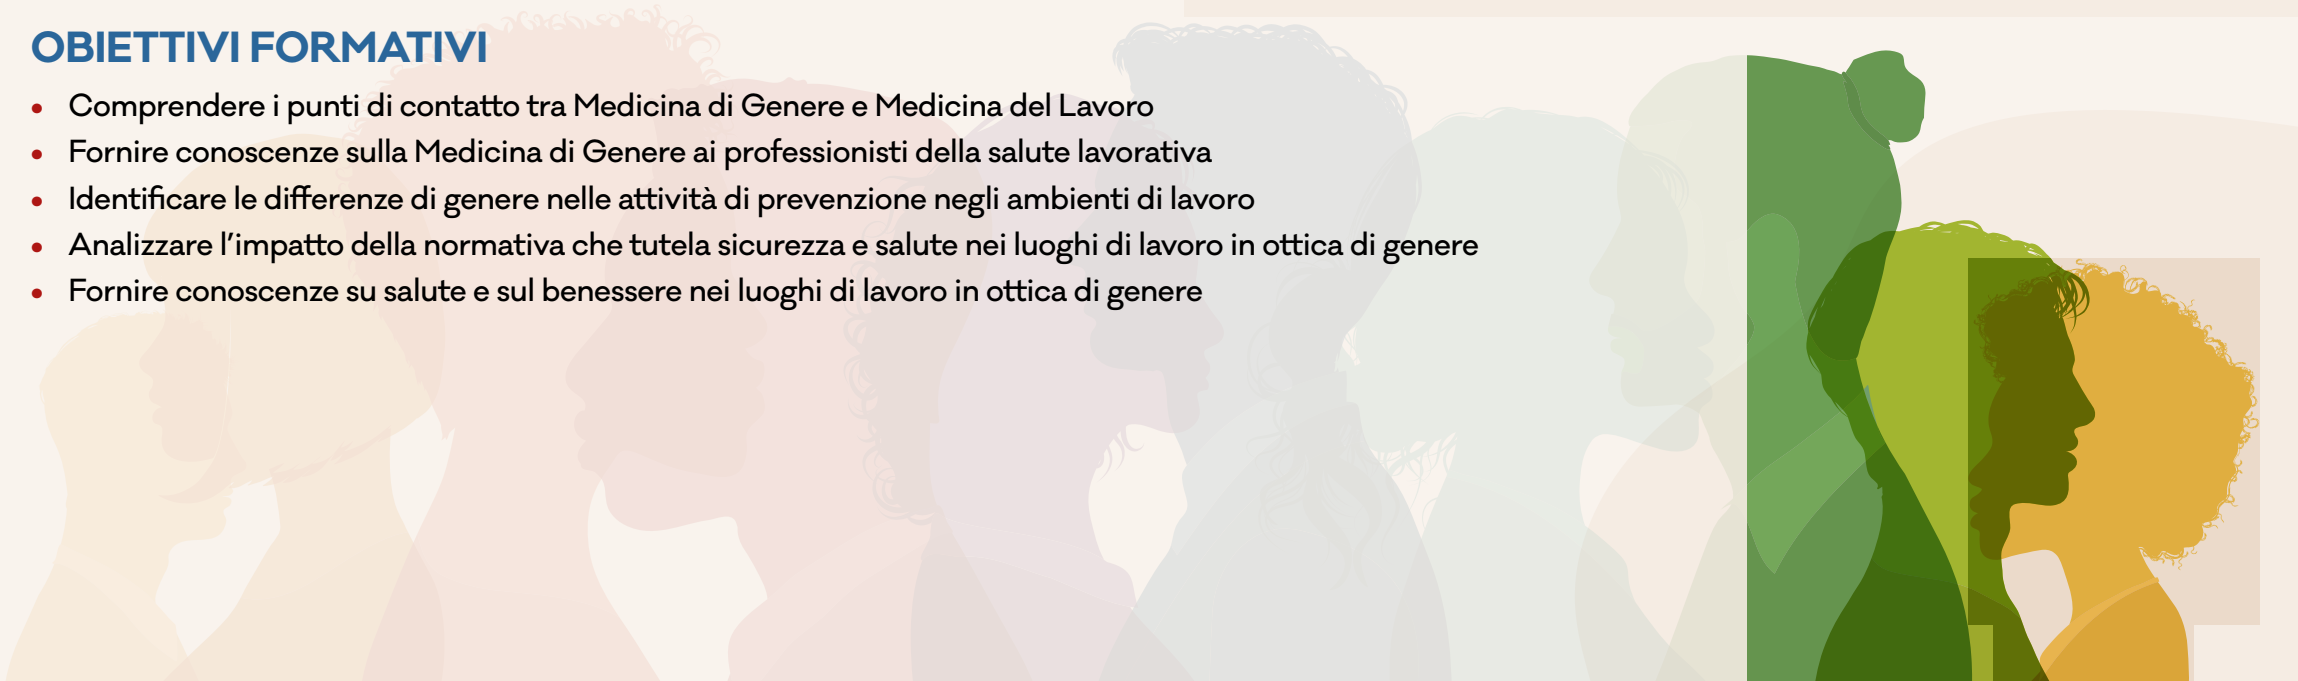 OBIETTIVI FORMATIVI
• Comprendere i punti di contatto tra Medicina di Genere e Medicina del Lavoro
• Fornire conoscenze sulla Medicina di Genere ai professionisti della salute lavorativa
• Identificare le differenze di genere nelle attività di prevenzione negli ambienti di lavoro
• Analizzare l’impatto della normativa che tutela sicurezza e salute nei luoghi di lavoro in ottica di genere
• Fornire conoscenze su salute e sul benessere nei luoghi di lavoro in ottica di genere